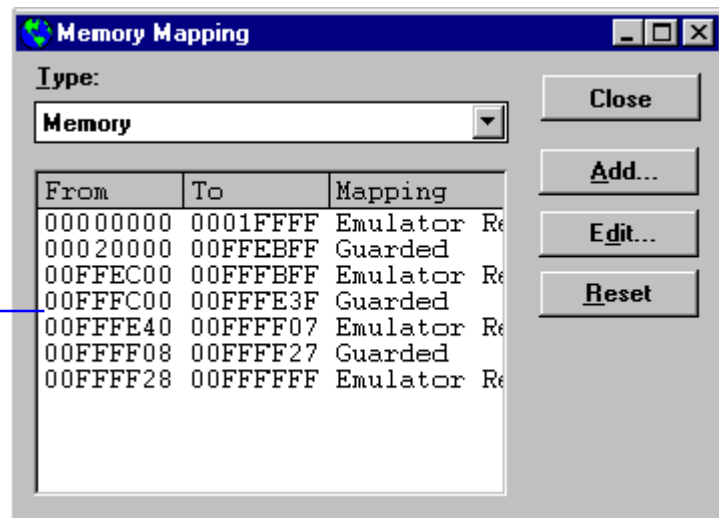 Memory Mapping
Type:
Memory
Close
Add...
Edit...
Reset
From To Mapping
00000000 0001FFFF Emulator Re
00020000 00FFEBFF Guarded
00FFEC00 00FFFBFF Emulator Re
00FFFC00 00FFFE3F Guarded
00FFFE40 00FFFF07 Emulator Re
00FFFF08 00FFFF27 Guarded
00FFFF28 00FFFFFF Emulator Re